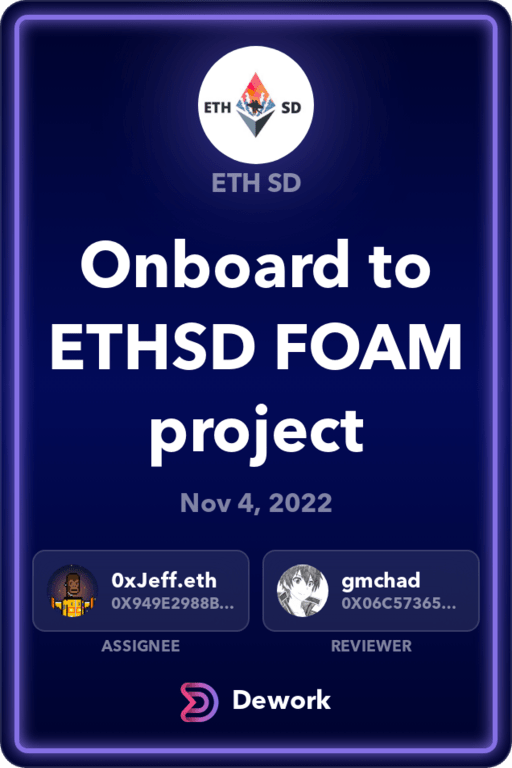 ETH SD
ETH SD
Onboard to
ETHSD FOAM
project
Nov 4, 2022
0xJeff.eth
0X949E2988B...
gmchad
0X06C57365...
ASSIGNEE
REVIEWER
Dework